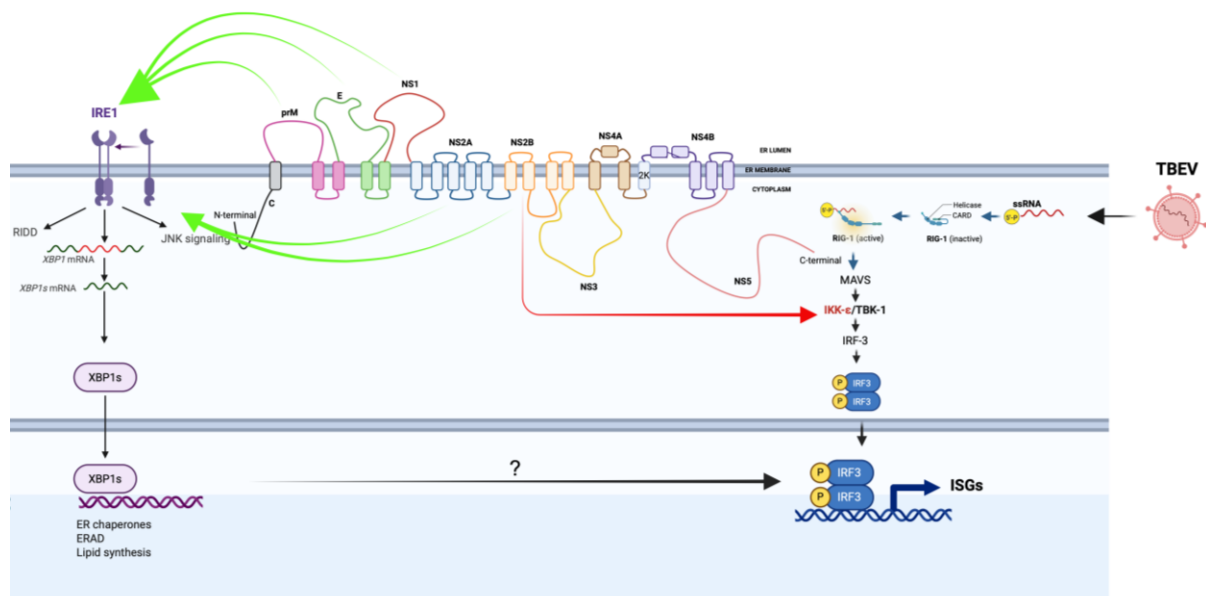 NS1
E
prM
IRE1
NS2A
NS2B
NS4A
NS4B
ER LUMEN
ER MEMBRANE
CYTOPLASM
2K
C
N-terminal
TBEV
ssRNA
5'-P
Helicase
CARD
RIG-1 (inactive)
5'-P
RIG-1 (active)
RIDD
JNK signaling
XBP1 mRNA
XBP1s mRNA
NS3
NS5
C-terminal
MAVS
IKK-ε/TBK-1
IRF-3
P IRF3
P IRF3
XBP1s
XBP1s
?
P IRF3
P IRF3
ISGs
ER chaperones
ERAD
Lipid synthesis